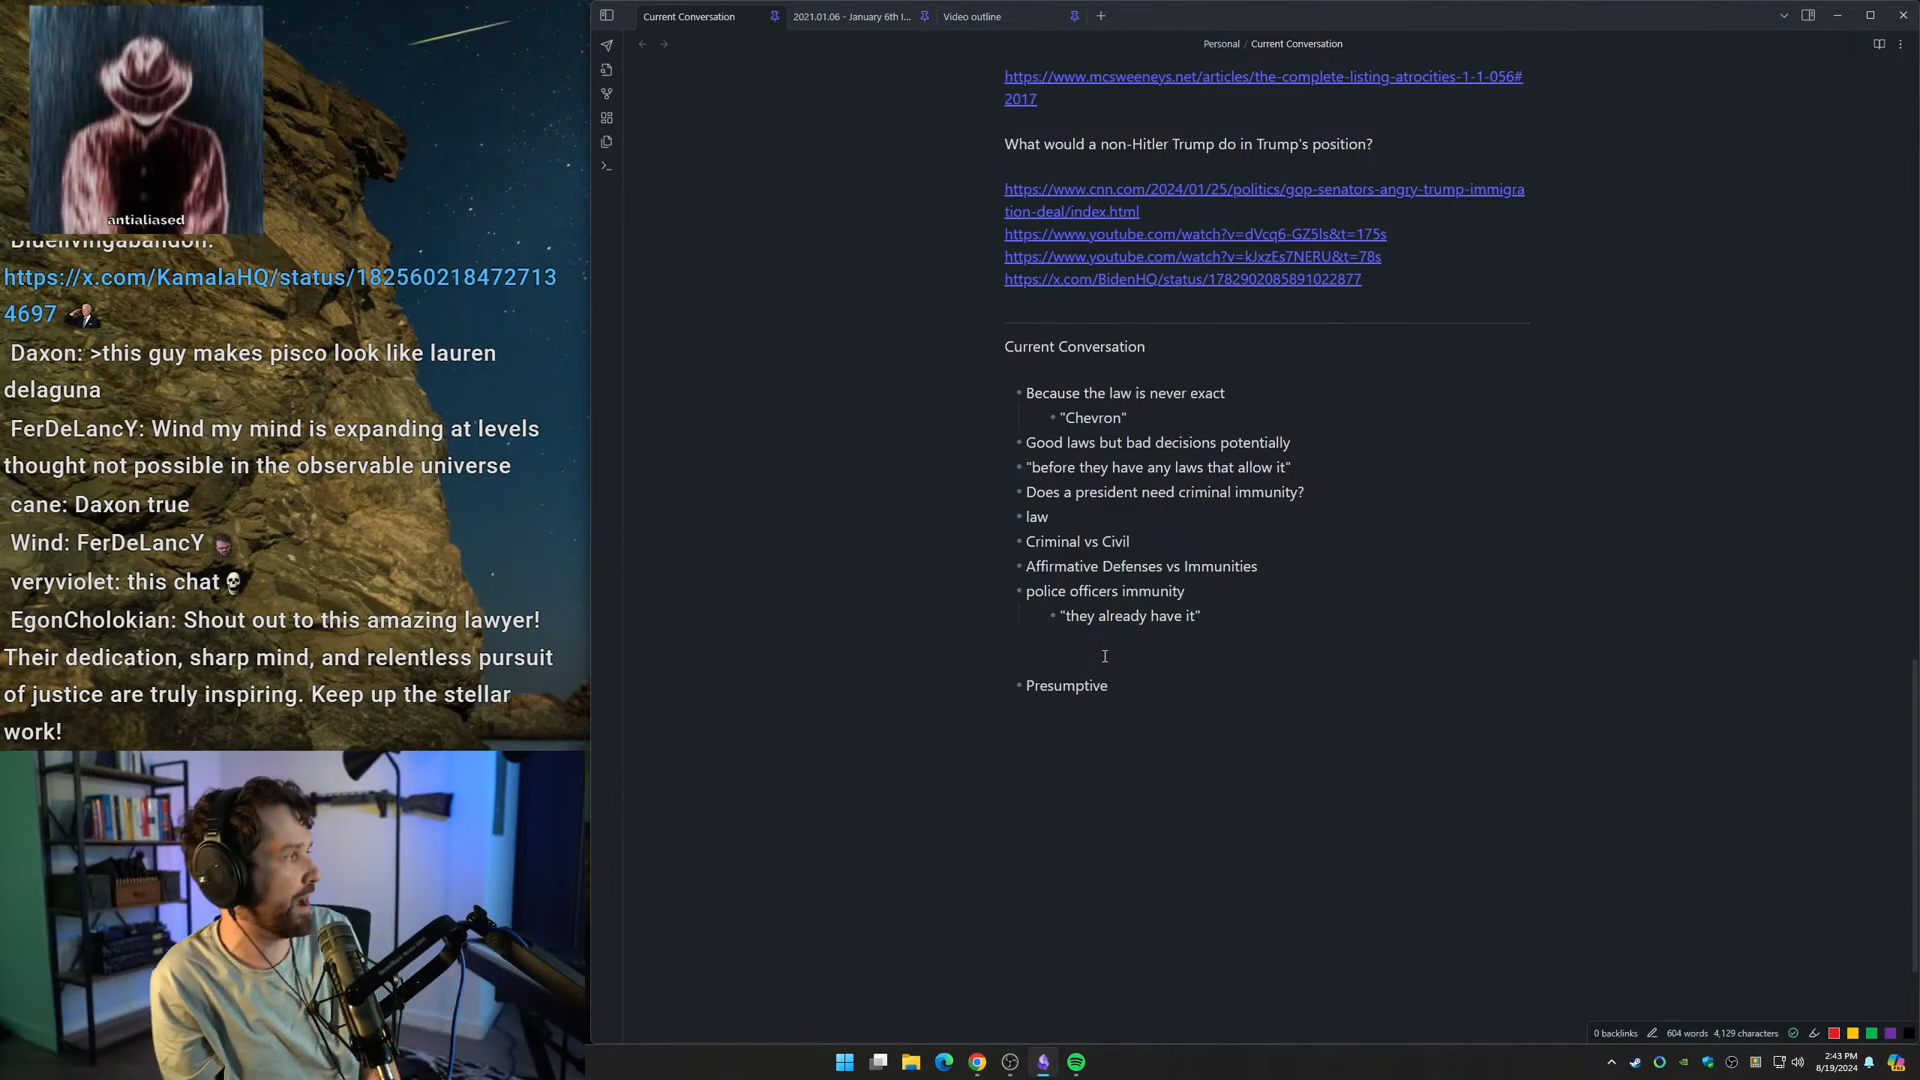 antialiased
Bluelivingabandon:
https://x.com/KamalaHQ/status/182560218472713
4697
Daxon: >this guy makes pisco look like lauren
delaguna
FerDeLancY: Wind my mind is expanding at levels
thought not possible in the observable universe
cane: Daxon true
Wind: FerDeLancY
veryviolet: this chat
EgonCholokian: Shout out to this amazing lawyer!
Their dedication, sharp mind, and relentless pursuit
of justice are truly inspiring. Keep up the stellar
work!
Current Conversation
2021.01.06 - January 6th I...
Video outline
Personal / Current Conversation
https://www.mcsweeneys.net/articles/the-complete-listing-atrocities-1-1-056#
2017
What would a non-Hitler Trump do in Trump's position?
https://www.cnn.com/2024/01/25/politics/gop-senators-angry-trump-immigra
tion-deal/index.html
https://www.youtube.com/watch?v=dVcq6-GZ5ls&t=175s
https://www.youtube.com/watch?v=kJxzEs7NERU&t=78s
https://x.com/BidenHQ/status/1782902085891022877
Current Conversation
• Because the law is never exact
• "Chevron"
• Good laws but bad decisions potentially
• "before they have any laws that allow it"
• Does a president need criminal immunity?
• law
• Criminal vs Civil
• Affirmative Defenses vs Immunities
• police officers immunity
• "they already have it"
• Presumptive
0 backlinks
604 words 4,129 characters
2:43 PM
8/19/2024